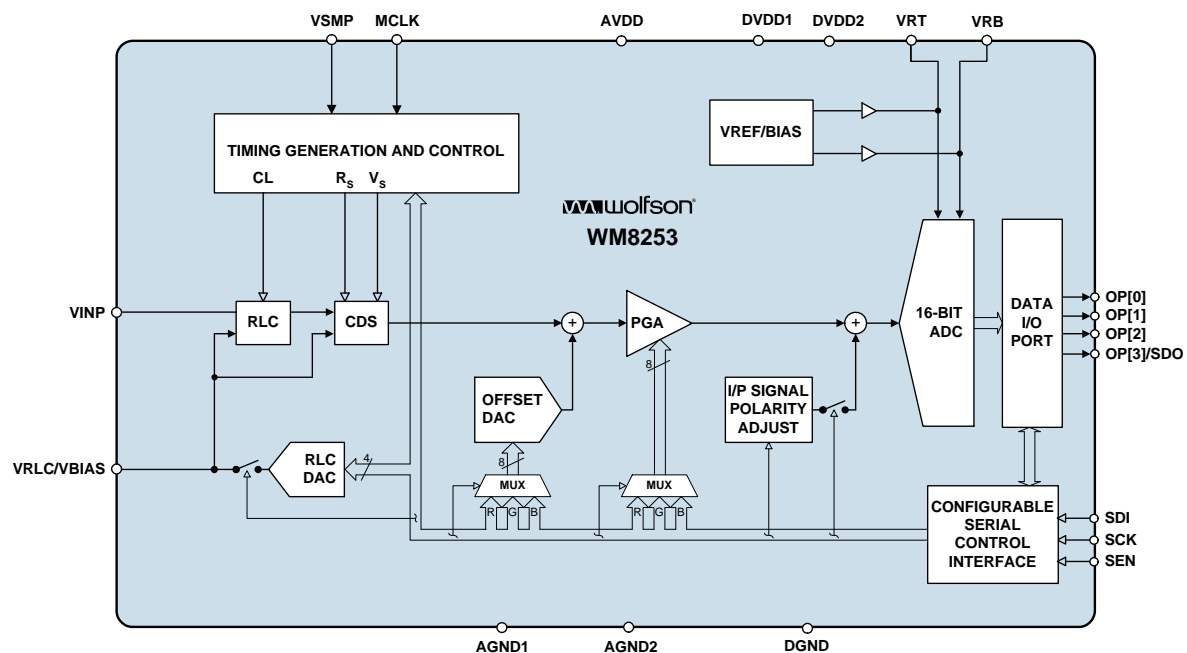 VSMP MCLK AVDD DVDD1 DVDD2 VRT VRB
VREF/BIAS
TIMING GENERATION AND CONTROL
CL RS VS
wolfson
WM8253
VINP
RLC
CDS
+
PGA
+
16-BIT
ADC
DATA
I/O
PORT
OP[0]
OP[1]
OP[2]
OP[3]/SDO
8
OFFSET
DAC
I/P SIGNAL
POLARITY
ADJUST
VRLC/VBIAS
RLC
DAC
4
8
MUX
R G B
MUX
R G B
CONFIGURABLE
SERIAL
CONTROL
INTERFACE
SDI
SCK
SEN
AGND1 AGND2 DGND